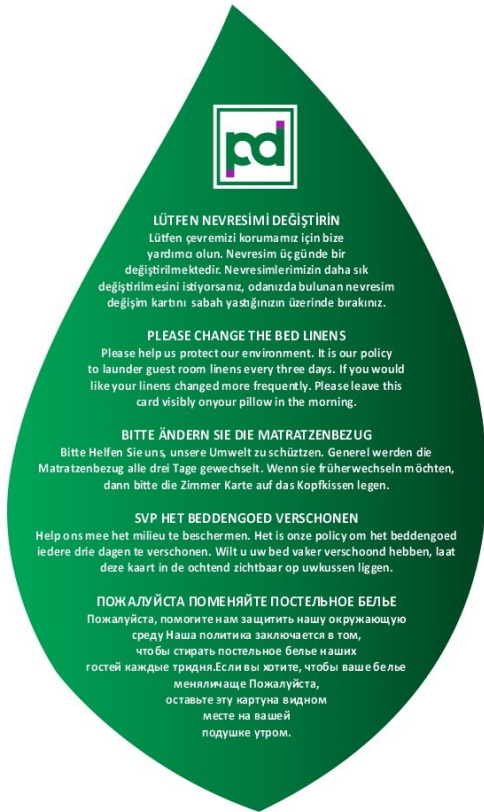 pd
LÜTFEN NEVRESİMİ DEĞİŞTİRİN
Lütfen çevremizi korumamız için bize
yardımcı olun. Nevresim üç günde bir
değiştirilmektedir. Nevresimlerimizin daha sık
değiştirilmesini istiyorsanız, odanızda bulunan nevresim
değişim kartını sabah yastığınızın üzerinde bırakınız.
PLEASE CHANGE THE BED LINENS
Please help us protect our environment. It is our policy
to launder guest room linens every three days. If you would
like your linens changed more frequently. Please leave this
card visibly onyour pillow in the morning.
BITTE ÄNDERN SIE DIE MATRATZENBEZUG
Bitte Helfen Sie uns, unsere Umwelt zu schüztzen. Generel werden die
Matratzenbezug alle drei Tage gewechselt. Wenn sie früherwechseln möchten,
dann bitte die Zimmer Karte auf das Kopfkissen legen.
SVP HET BEDDENGOED VERSCHONEN
Help ons mee het milieu te beschermen. Het is onze policy om het beddengoed
iedere drie dagen te verschonen. Wilt u uw bed vaker verschoond hebben, laat
deze kaart in de ochtend zichtbaar op uwkussen liggen.
ПОЖАЛУЙСТА ПОМЕНЯЙТЕ ПОСТЕЛЬНОЕ БЕЛЬЕ
Пожалуйста, помогите нам защитить нашу окружающую
среду Наша политика заключается в том,
чтобы стирать постельное белье наших
гостей каждые тридня.Если вы хотите, чтобы ваше белье
меняличаще Пожалуйста,
оставьте эту картуна видном
месте на вашей
подушке утром.